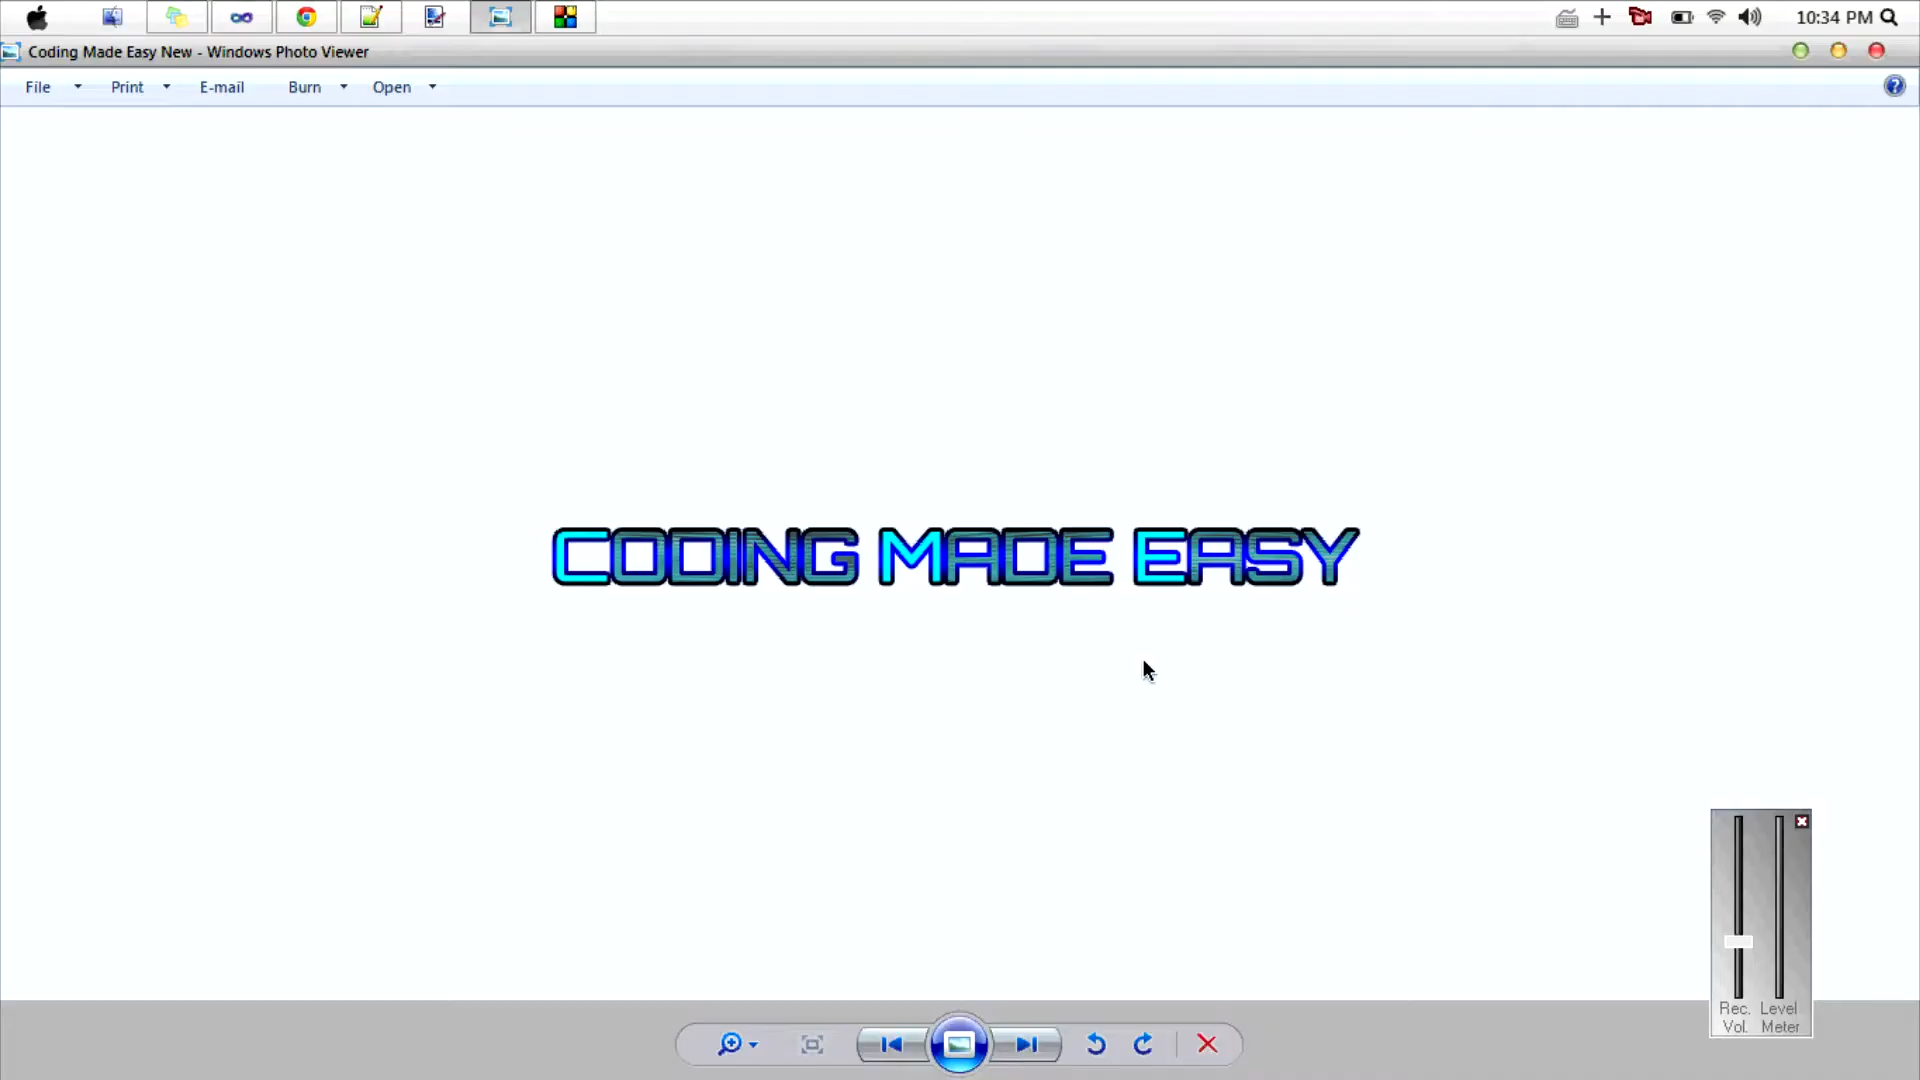 10:34 PM
Coding Made Easy New - Windows Photo Viewer
File Print E-mail Burn Open
CODING MADE EASY
Rec. Level
Vol. Meter